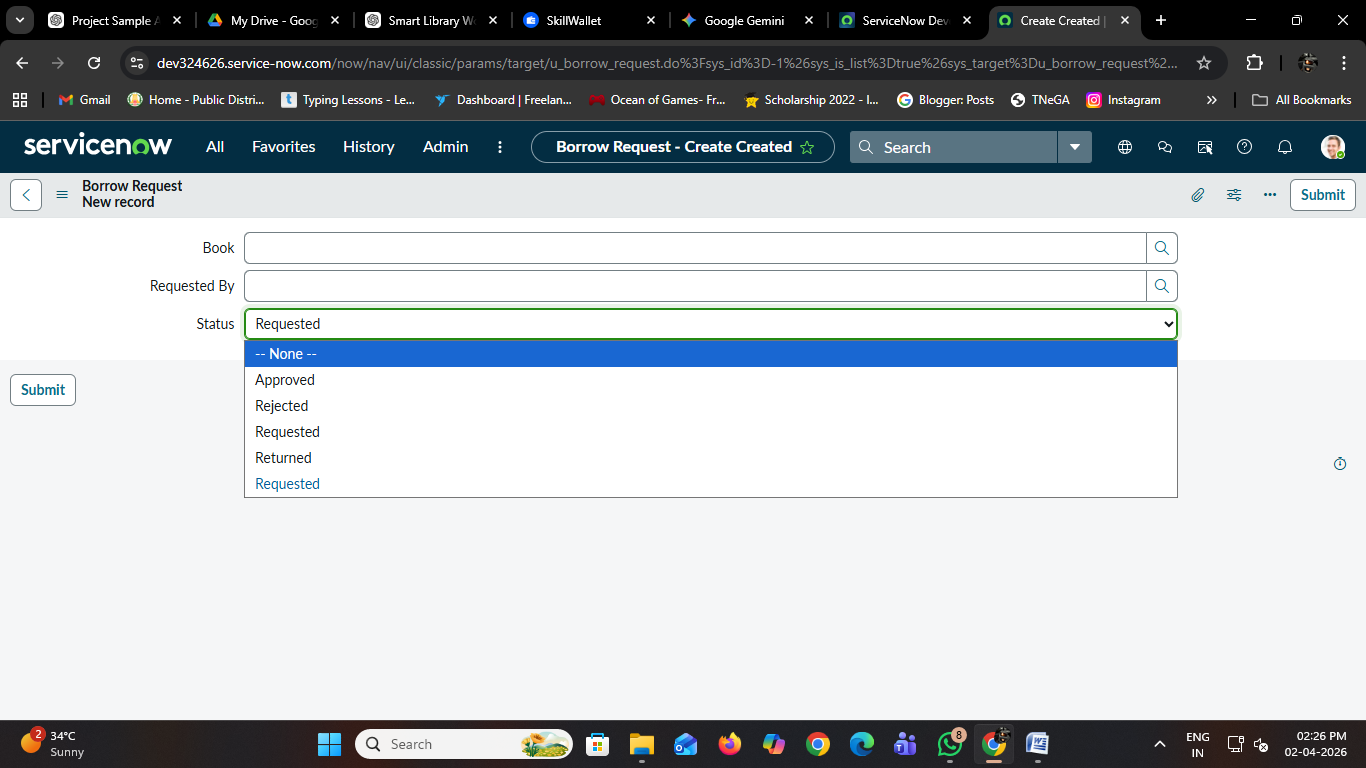 Project Sample A
My Drive - Goog
Smart Library Wo
SkillWallet
Google Gemini
ServiceNow Dev
Create Created |
dev324626.service-now.com/now/nav/ui/classic/params/target/u_borrow_request.do%3Fsys_id%3D-1%26sys_is_list%3Dtrue%26sys_target%3Du_borrow_request%2...
Gmail
Home - Public Distri...
Typing Lessons - Le...
Dashboard | Freelan...
Ocean of Games- Fr...
Scholarship 2022 - I...
Blogger: Posts
TNeGA
Instagram
»
All Bookmarks
servicenow
All
Favorites
History
Admin
Borrow Request - Create Created
Search
Borrow Request
New record
Submit
Book
Requested By
Status
Requested
-- None --
Approved
Rejected
Requested
Returned
Requested
Submit
2
34°C
Sunny
Search
8
ENG
IN
02:26 PM
02-04-2026